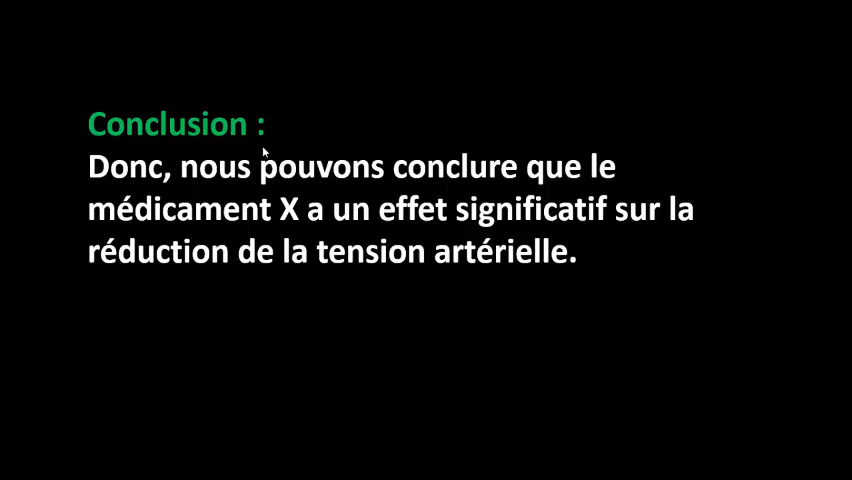 Conclusion :
Donc, nous pouvons conclure que le
médicament X a un effet significatif sur la
réduction de la tension artérielle.